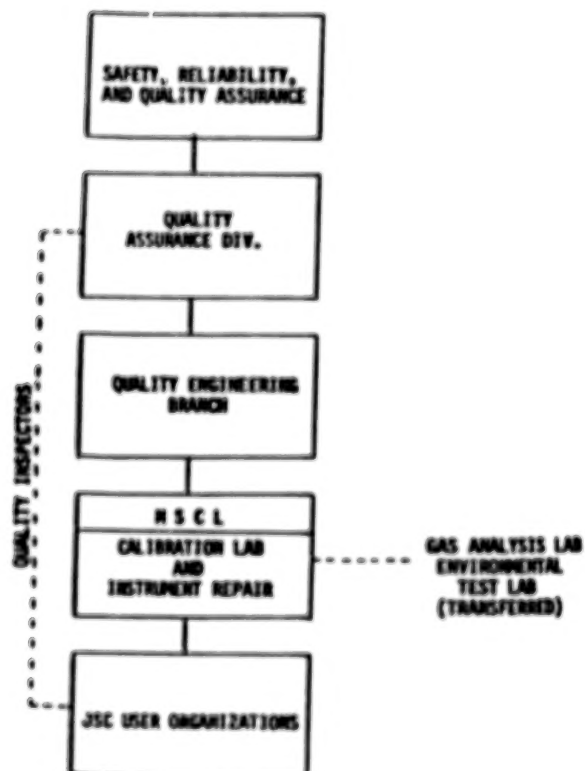 SAFETY, RELIABILITY,
AND QUALITY ASSURANCE
QUALITY
ASSURANCE DIV.
QUALITY INSPECTORS
QUALITY ENGINEERING
BRANCH
M S C L
CALIBRATION LAB
AND
INSTRUMENT REPAIR
GAS ANALYSIS LAB
ENVIRONMENTAL
TEST LAB
(TRANSFERRED)
JSC USER ORGANIZATIONS